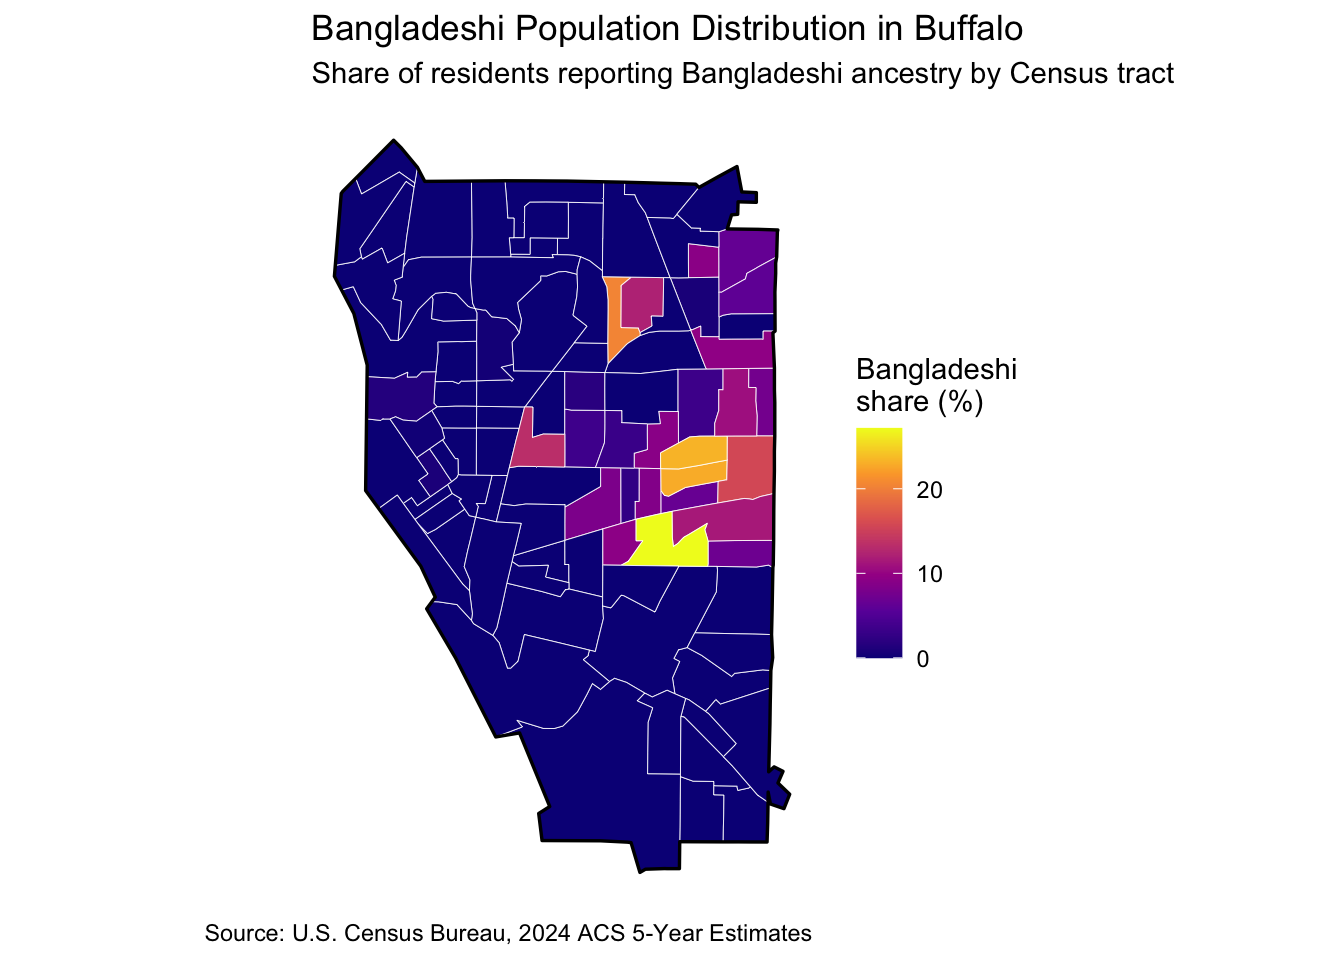 Bangladeshi Population Distribution in Buffalo
Share of residents reporting Bangladeshi ancestry by Census tract
Bangladeshi
share (%)
20
10
0
Source: U.S. Census Bureau, 2024 ACS 5-Year Estimates